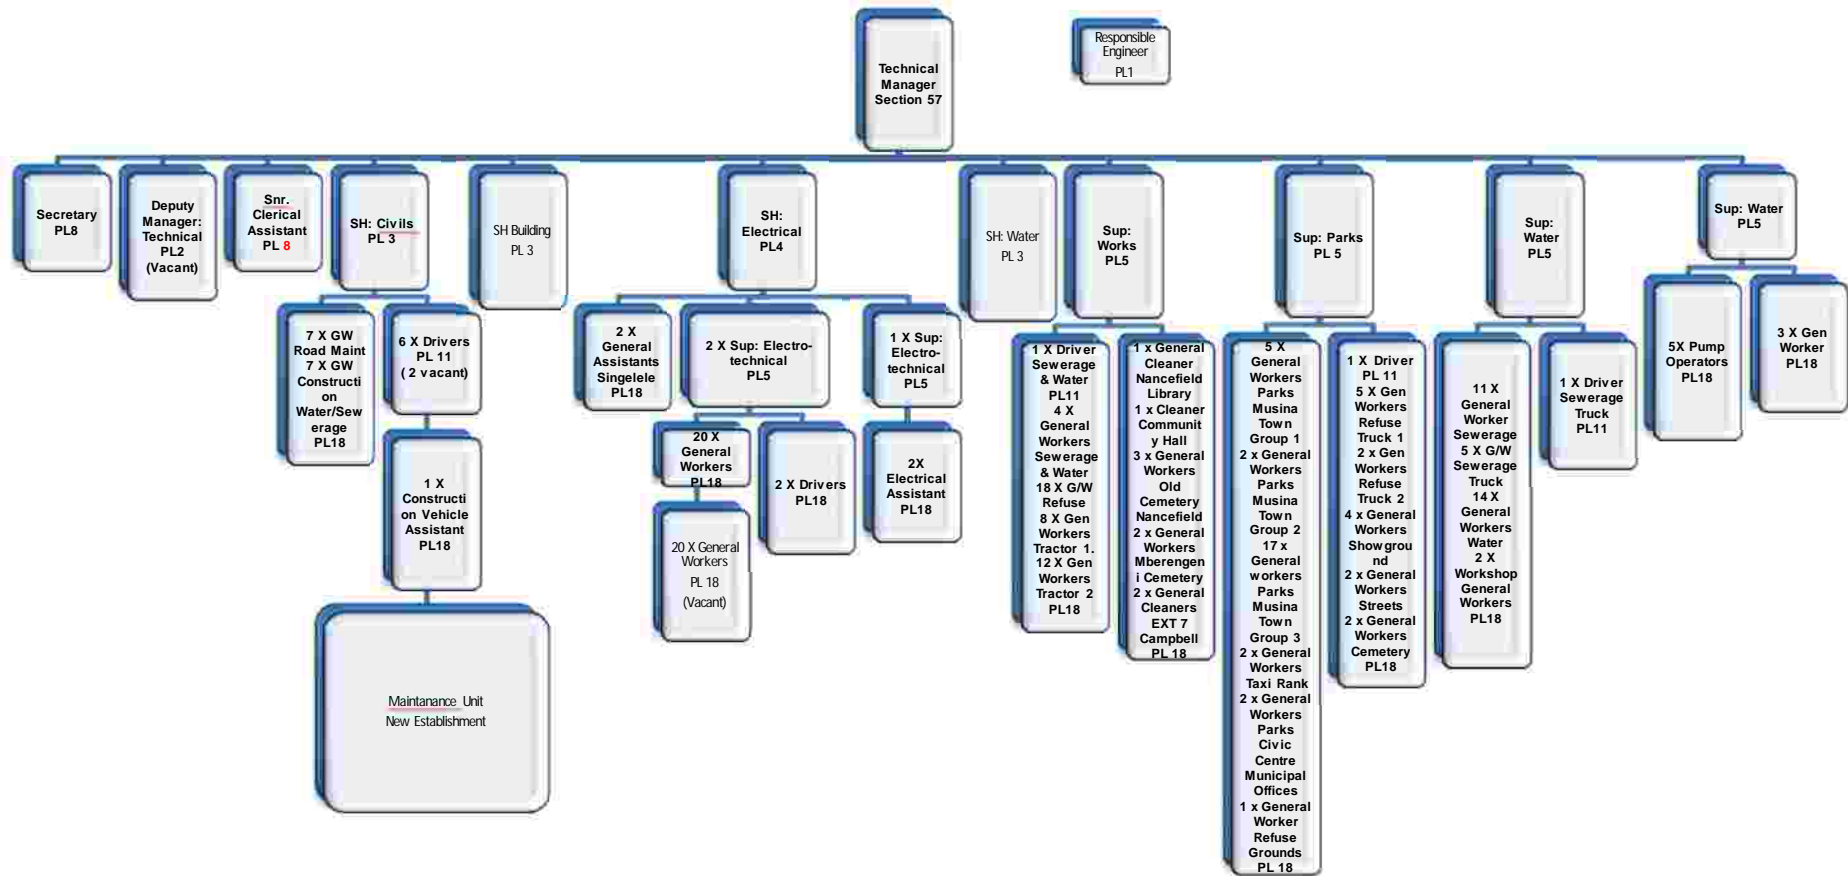 Technical
Manager
Section 57
Responsible
Engineer
PL1
Secretary
PL8
Deputy
Manager:
Technical
PL2
(Vacant)
Snr.
Clerical
Assistant
PL 8
SH: Civils
PL 3
SH Building
PL 3
SH:
Electrical
PL4
SH: Water
PL 3
Sup:
Works
PL5
Sup: Parks
PL 5
Sup:
Water
PL5
Sup: Water
PL5
7 X GW
Road Maint
7 X GW
Constructi
on
Water/Sew
erage
PL18
6 X Drivers
PL 11
( 2 vacant)
1 X
Constructi
on Vehicle
Assistant
PL18
Maintanance Unit
New Establishment
2 X
General
Assistants
Singelele
PL18
2 X Sup: Electro-
technical
PL5
1 X Sup:
Electro-
technical
PL5
20 X
General
Workers
PL18
2 X Drivers
PL18
2X
Electrical
Assistant
PL18
20 X General
Workers
PL 18
(Vacant)
1 X Driver
Sewerage
& Water
PL11
4 X
General
Workers
Sewerage
& Water
18 X G/W
Refuse
8 X Gen
Workers
Tractor 1.
12 X Gen
Workers
Tractor 2
PL18
1 x General
Cleaner
Nancefield
Library
1 x Cleaner
Communit
y Hall
3 x General
Workers
Old
Cemetery
Nancefield
2 x General
Workers
Mberengen
i Cemetery
2 x General
Cleaners
EXT 7
Campbell
PL 18
5 X
General
Workers
Parks
Musina
Town
Group 1
2 x General
Workers
Parks
Musina
Town
Group 2
17 x
General
workers
Parks
Musina
Town
Group 3
2 x General
Workers
Taxi Rank
2 x General
Workers
Parks
Civic
Centre
Municipal
Offices
1 x General
Worker
Refuse
Grounds
PL 18
1 X Driver
PL 11
5 X Gen
Workers
Refuse
Truck 1
2 x Gen
Workers
Refuse
Truck 2
4 x General
Workers
Showgrou
nd
2 x General
Workers
Streets
2 x General
Workers
Cemetery
PL18
11 X
General
Worker
Sewerage
5 X G/W
Sewerage
Truck
14 X
General
Workers
Water
2 X
Workshop
General
Workers
PL18
1 X Driver
Sewerage
Truck
PL11
5X Pump
Operators
PL18
3 X Gen
Worker
PL18